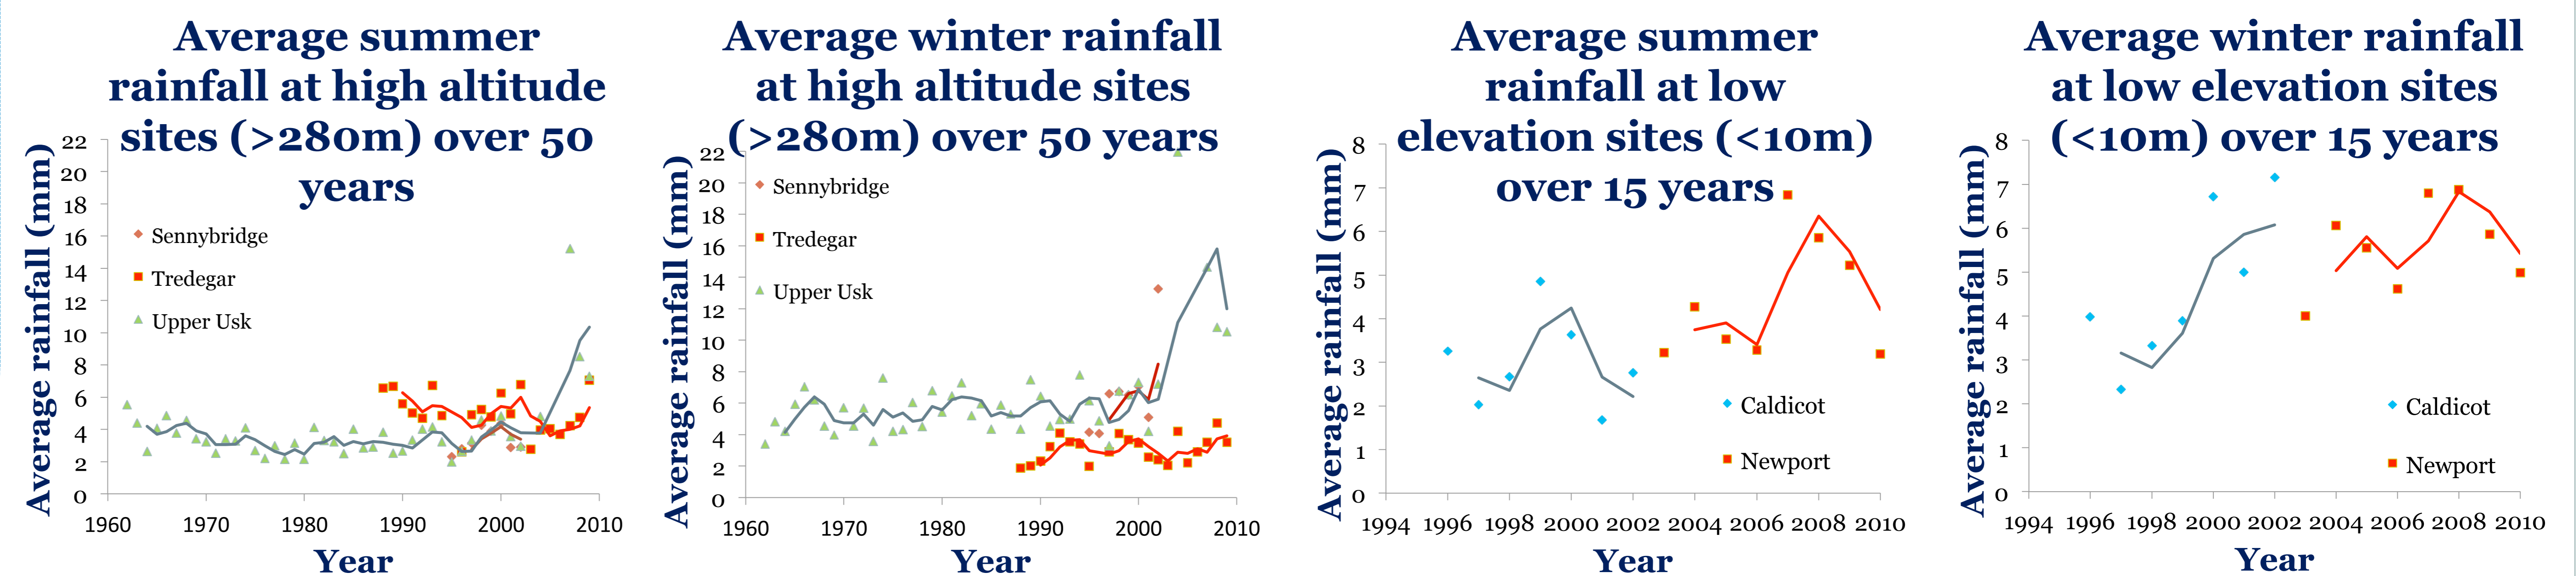 Average summer
rainfall at high altitude
sites (>280m) over 50
years
Average rainfall (mm)
22
20
18
16
14
12
10
8
6
4
2
0
Sennybridge
Tredegar
Upper Usk
1960 1970 1980 1990 2000 2010
Year
Average winter rainfall
at high altitude sites
(>280m) over 50 years
Average rainfall (mm)
22
20
18
16
14
12
10
8
6
4
2
0
Sennybridge
Tredegar
Upper Usk
1960 1970 1980 1990 2000 2010
Year
Average summer
rainfall at low
elevation sites (<10m)
over 15 years
Average rainfall (mm)
8
7
6
5
4
3
2
1
0
Caldicot
Newport
1994 1996 1998 2000 2002 2004 2006 2008 2010
Year
Average winter rainfall
at low elevation sites
(<10m) over 15 years
Average rainfall (mm)
8
7
6
5
4
3
2
1
0
Caldicot
Newport
1994 1996 1998 2000 2002 2004 2006 2008 2010
Year